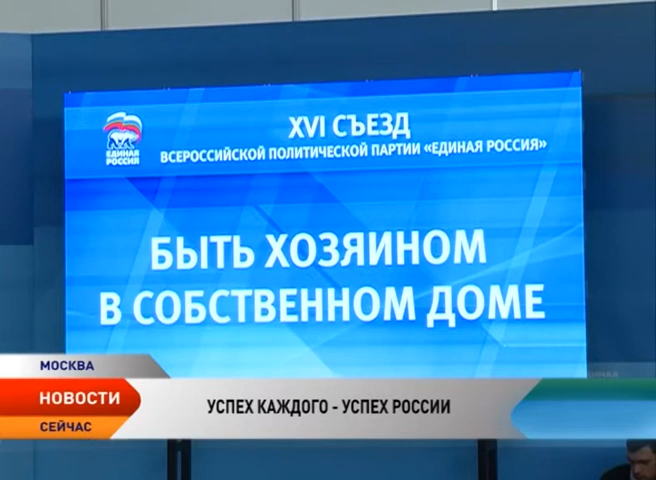 XVI СЪЕЗД
ВСЕРОССИЙСКОЙ ПОЛИТИЧЕСКОЙ ПАРТИИ «ЕДИНАЯ РОССИЯ»
ЕДИНАЯ
РОССИЯ
БЫТЬ ХОЗЯИНОМ
В СОБСТВЕННОМ ДОМЕ
МОСКВА
НОВОСТИ
СЕЙЧАС
УСПЕХ КАЖДОГО - УСПЕХ РОССИИ